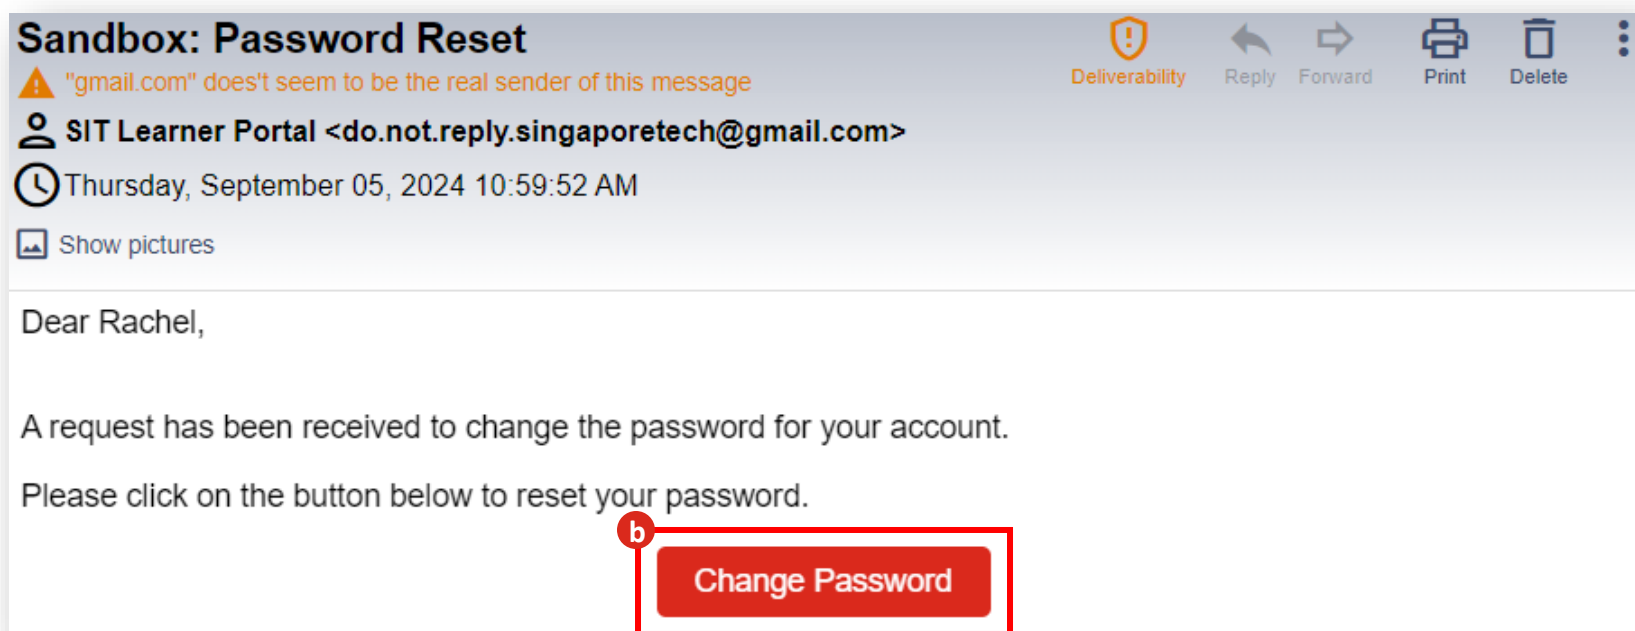 Sandbox: Password Reset
"gmail.com" does't seem to be the real sender of this message
SIT Learner Portal <do.not.reply.singaporetech@gmail.com>
Thursday, September 05, 2024 10:59:52 AM
Show pictures
Deliverability
Reply
Forward
Print
Delete
Dear Rachel,
A request has been received to change the password for your account.
Please click on the button below to reset your password.
b
Change Password